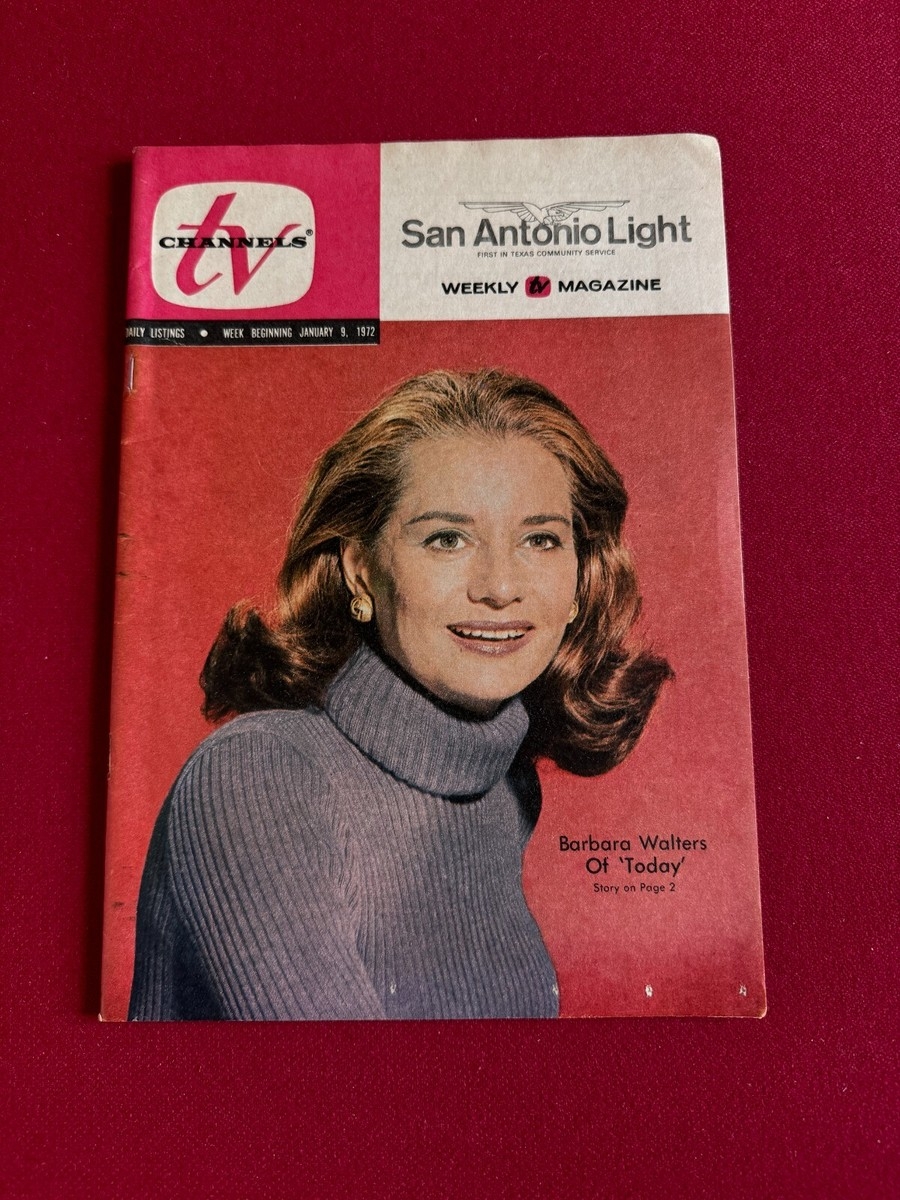 tv
CHANNELS®
San Antonio Light
FIRST IN TEXAS COMMUNITY SERVICE
WEEKLY tv MAGAZINE
DAILY LISTINGS • WEEK BEGINNING JANUARY 9, 1972
Barbara Walters
Of 'Today'
Story on Page 2